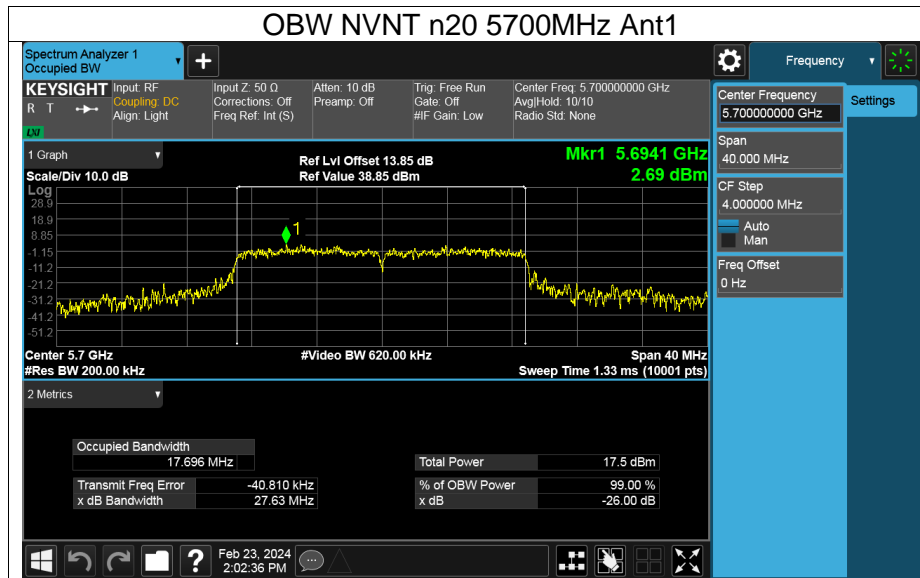 OBW NVNT n20 5700MHz Ant1
Spectrum Analyzer 1
Occupied BW
+
Frequency
KEYSIGHT
R T
LXI
Input: RF
Coupling: DC
Align: Light
Input Z: 50 Ω
Corrections: Off
Freq Ref: Int (S)
Atten: 10 dB
Preamp: Off
Trig: Free Run
Gate: Off
#IF Gain: Low
Center Freq: 5.700000000 GHz
Avg|Hold: 10/10
Radio Std: None
Center Frequency
5.700000000 GHz
Settings
Span
40.000 MHz
CF Step
4.000000 MHz
Auto
Man
Freq Offset
0 Hz
1 Graph
Scale/Div 10.0 dB
Ref Lvl Offset 13.85 dB
Ref Value 38.85 dBm
Mkr1 5.6941 GHz
2.69 dBm
Log
28.9
18.9
8.85
-1.15
-11.2
-21.2
-31.2
-41.2
-51.2
1
Center 5.7 GHz
#Video BW 620.00 kHz
Span 40 MHz
#Res BW 200.00 kHz
Sweep Time 1.33 ms (10001 pts)
2 Metrics
Occupied Bandwidth
17.696 MHz
Total Power 17.5 dBm
Transmit Freq Error -40.810 kHz
% of OBW Power 99.00 %
x dB Bandwidth 27.63 MHz
x dB -26.00 dB
?
Feb 23, 2024
2:02:36 PM